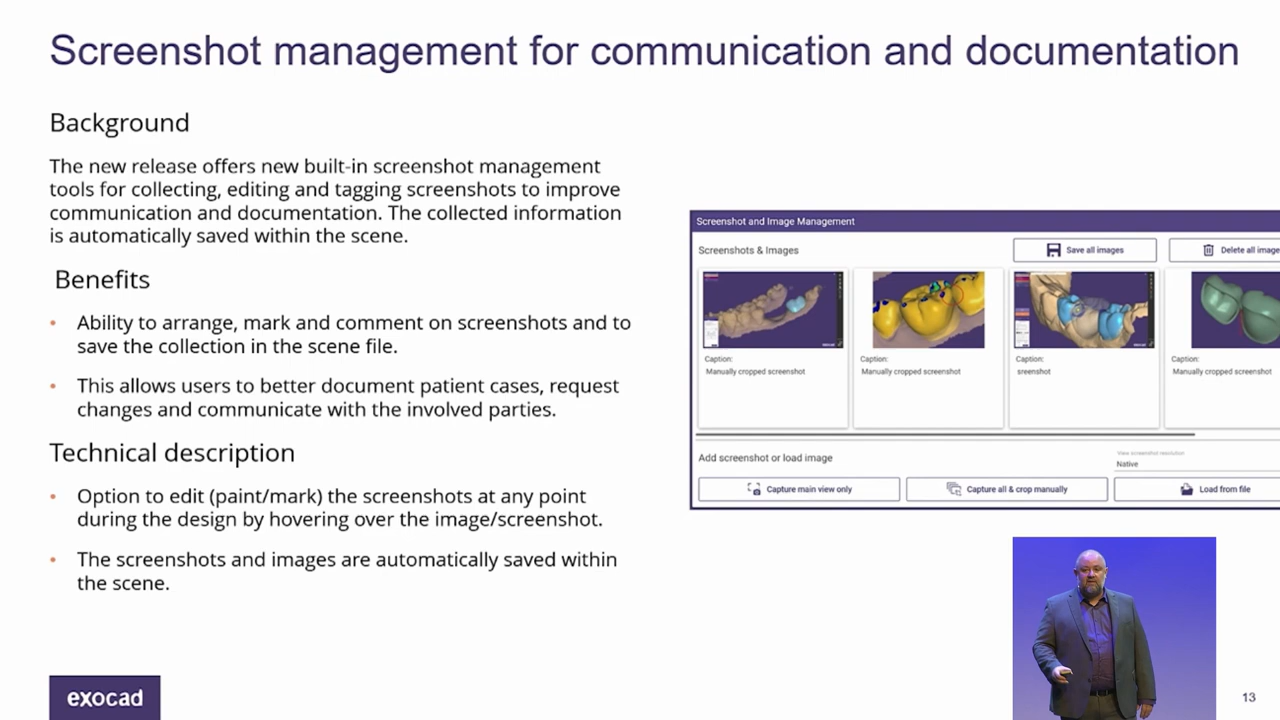 Screenshot management for communication and documentation
Background
The new release offers new built-in screenshot management
tools for collecting, editing and tagging screenshots to improve
communication and documentation. The collected information
is automatically saved within the scene.
Benefits
• Ability to arrange, mark and comment on screenshots and to
save the collection in the scene file.
• This allows users to better document patient cases, request
changes and communicate with the involved parties.
Technical description
• Option to edit (paint/mark) the screenshots at any point
during the design by hovering over the image/screenshot.
• The screenshots and images are automatically saved within
the scene.
Screenshot and Image Management
Screenshots & Images
Save all images
Delete all image
Caption:
Manually cropped screenshot
Caption:
Manually cropped screenshot
Caption:
sreenshot
Caption:
Manually cropped screenshot
Add screenshot or load image
View screenshot resolution
Native
Capture main view only
Capture all & crop manually
Load from file
exocad
13